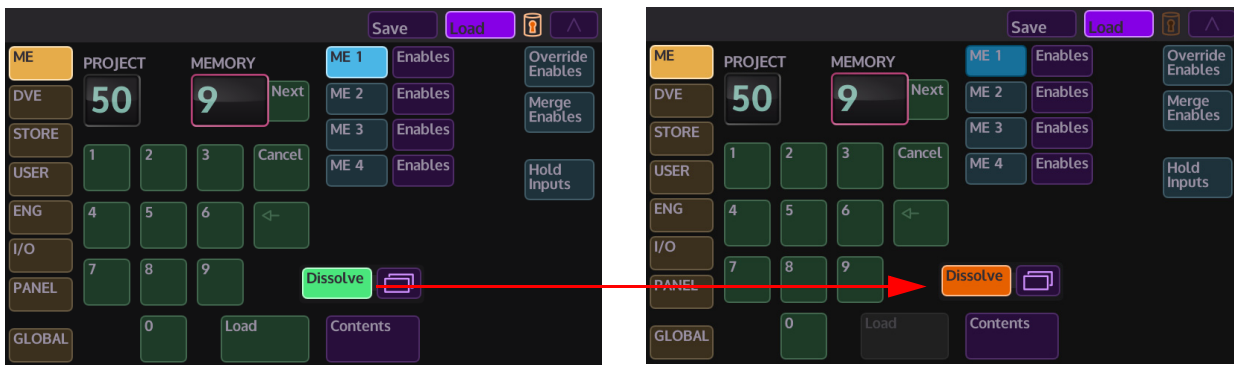 Save Load
ME PROJECT MEMORY ME 1 Enables Override Enables
50 9 Next
DVE ME 2 Enables Merge Enables
STORE ME 3 Enables
1 2 3 Cancel
USER ME 4 Enables Hold Inputs
ENG 4 5 6
I/O
7 8 9
PANEL Dissolve
GLOBAL 0 Load Contents
Save Load
ME PROJECT MEMORY ME 1 Enables Override Enables
50 9 Next
DVE ME 2 Enables Merge Enables
STORE ME 3 Enables
1 2 3 Cancel
USER ME 4 Enables Hold Inputs
ENG 4 5 6
I/O
7 8 9
PANEL Dissolve
GLOBAL 0 Load Contents